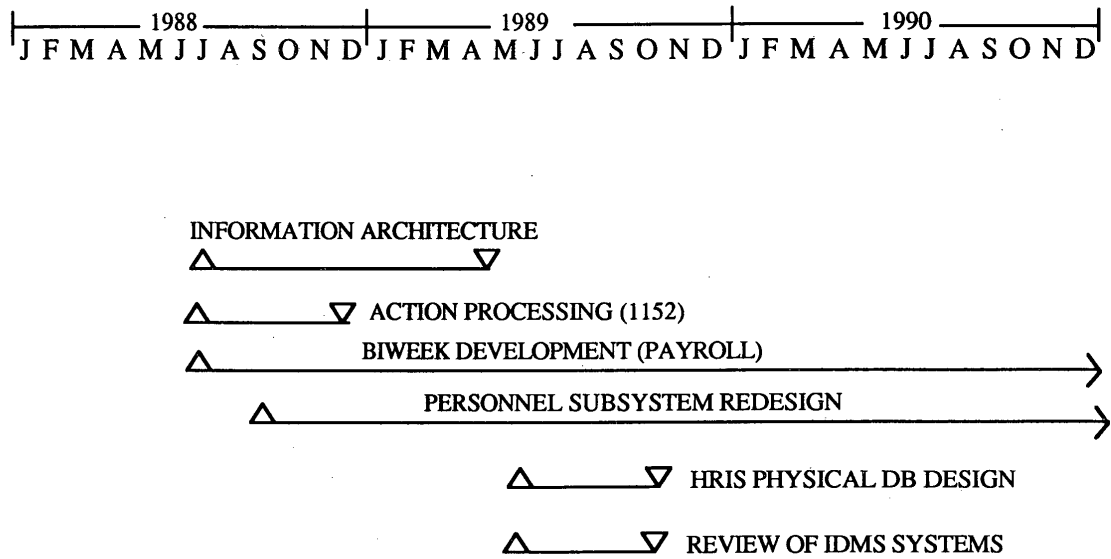 1988 1989 1990
J F M A M J J A S O N D J F M A M J J A S O N D J F M A M J J A S O N D
INFORMATION ARCHITECTURE
ACTION PROCESSING (1152)
BIWEEK DEVELOPMENT (PAYROLL)
PERSONNEL SUBSYSTEM REDESIGN
HRIS PHYSICAL DB DESIGN
REVIEW OF IDMS SYSTEMS